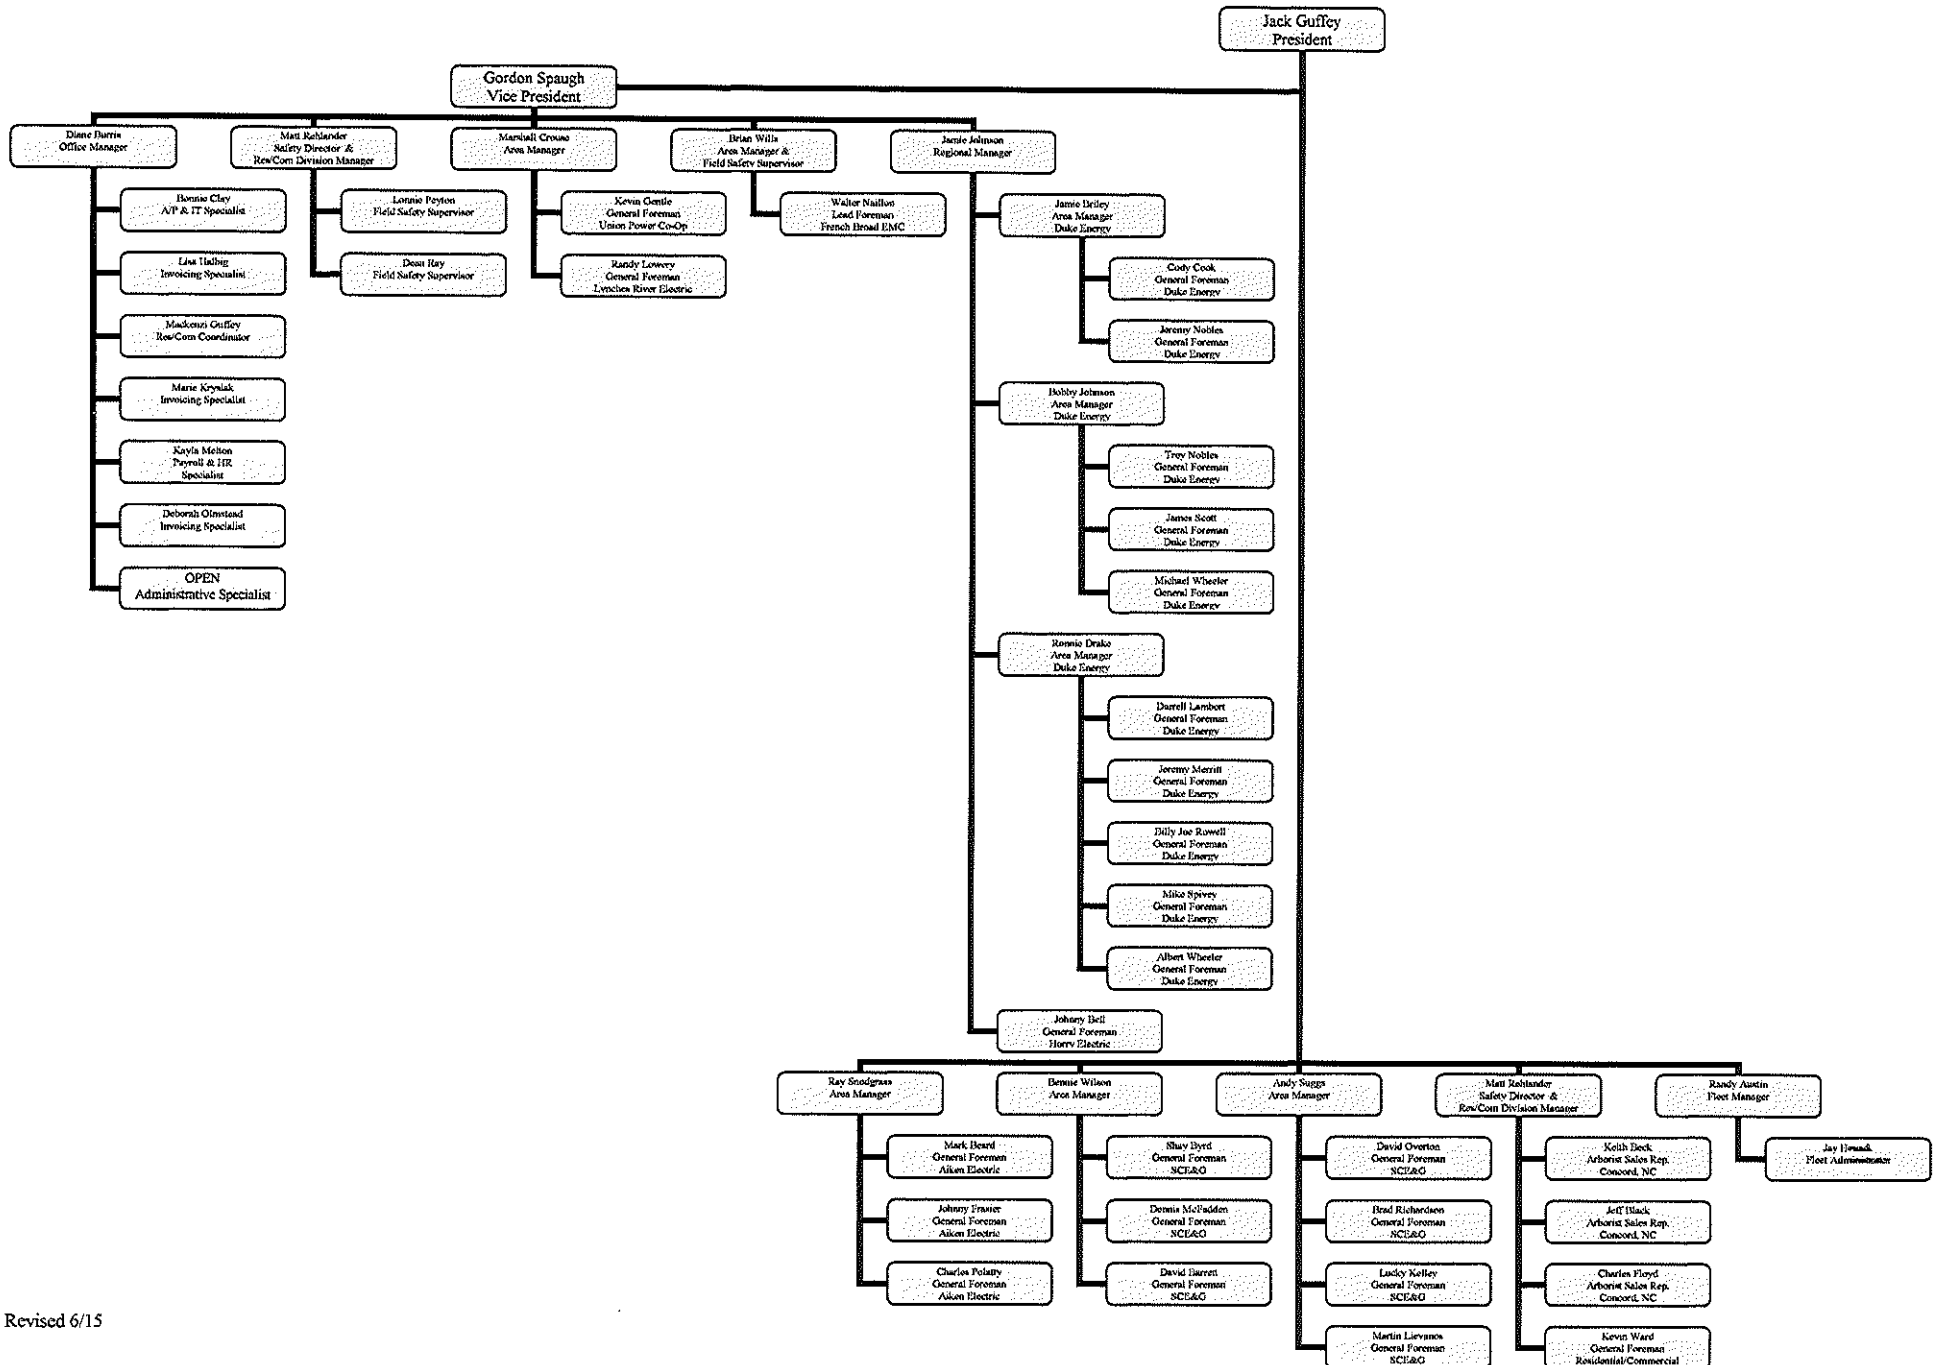 Jack Guffey
President
Gordon Spaugh
Vice President
Diane Burris
Office Manager
Matt Rehlander
Safety Director &
Res/Com Division Manager
Marshall Crouse
Area Manager
Brian Wills
Area Manager &
Field Safety Supervisor
Jamie Johnson
Regional Manager
Bonnie Clay
A/P & IT Specialist
Lisa Halbig
Invoicing Specialist
Mackenzi Guffey
Res/Com Coordinator
Marie Krysiak
Invoicing Specialist
Kayla Melton
Payroll & HR
Specialist
Deborah Olmstead
Invoicing Specialist
OPEN
Administrative Specialist
Lonnie Peyton
Field Safety Supervisor
Dean Ray
Field Safety Supervisor
Kevin Gentle
General Foreman
Union Power Co-Op
Randy Lowery
General Foreman
Lynches River Electric
Walter Naillon
Lead Foreman
French Broad EMC
Jamie Briley
Area Manager
Duke Energy
Cody Cook
General Foreman
Duke Energy
Jeremy Nobles
General Foreman
Duke Energy
Bobby Johnson
Area Manager
Duke Energy
Troy Nobles
General Foreman
Duke Energy
James Scott
General Foreman
Duke Energy
Michael Wheeler
General Foreman
Duke Energy
Ronnie Drake
Area Manager
Duke Energy
Darrell Lambert
General Foreman
Duke Energy
Jeremy Merritt
General Foreman
Duke Energy
Billy Joe Rowell
General Foreman
Duke Energy
Mike Spivey
General Foreman
Duke Energy
Albert Wheeler
General Foreman
Duke Energy
Johnny Bell
General Foreman
Horry Electric
Ray Snodgrass
Area Manager
Bennie Wilson
Area Manager
Andy Suggs
Area Manager
Matt Rehlander
Safety Director &
Res/Com Division Manager
Randy Austin
Fleet Manager
Mark Beard
General Foreman
Aiken Electric
Johnny Frasier
General Foreman
Aiken Electric
Charles Polatty
General Foreman
Aiken Electric
Shay Byrd
General Foreman
SCE&G
Dennis McFadden
General Foreman
SCE&G
David Barrett
General Foreman
SCE&G
David Overton
General Foreman
SCE&G
Brad Richardson
General Foreman
SCE&G
Lucky Kelley
General Foreman
SCE&G
Martin Lievanos
General Foreman
SCE&G
Keith Beck
Arborist Sales Rep.
Concord, NC
Jeff Black
Arborist Sales Rep.
Concord, NC
Charles Floyd
Arborist Sales Rep.
Concord, NC
Kevin Ward
General Foreman
Residential/Commercial
Jay
Fleet Administrator
Revised 6/15